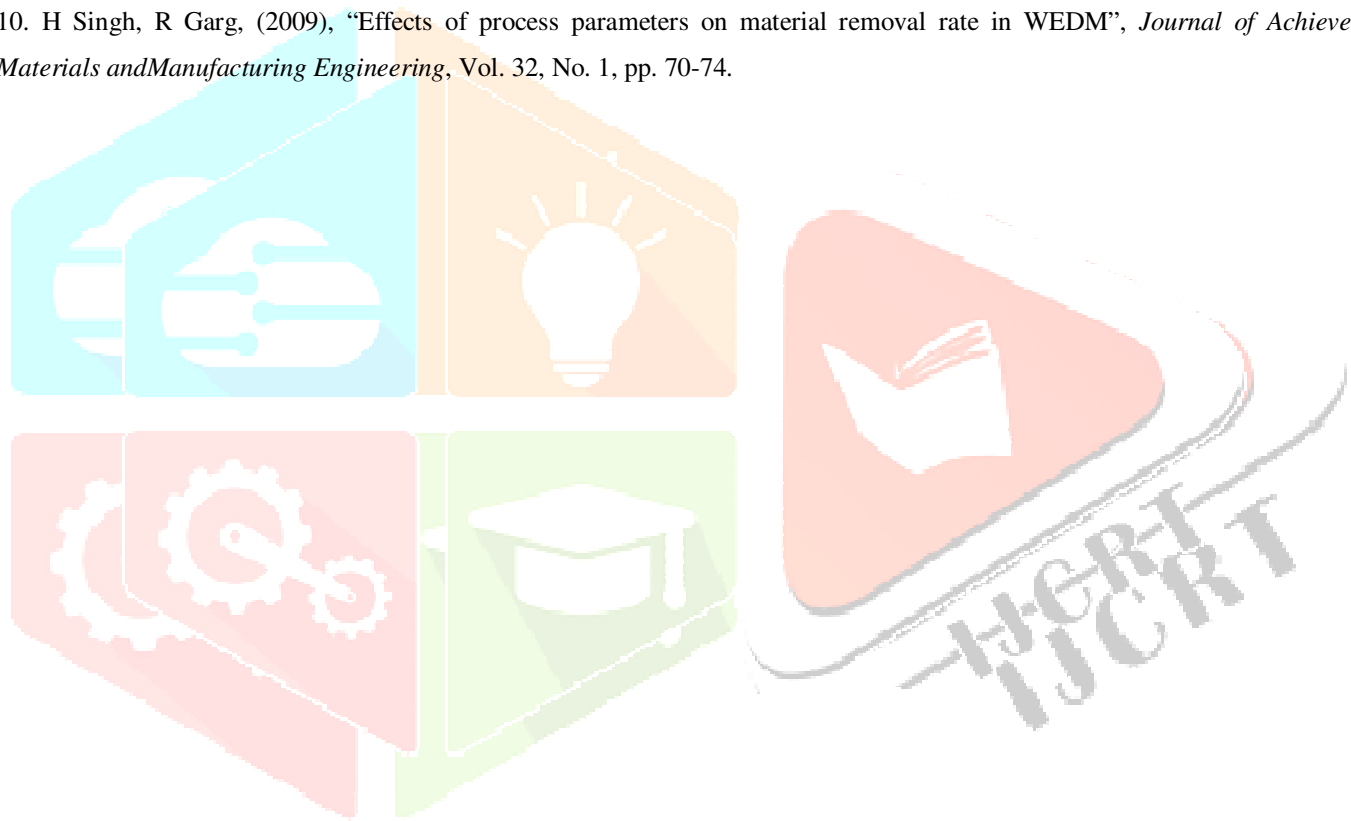 10. H Singh, R Garg, (2009), “Effects of process parameters on material removal rate in WEDM”, Journal of Achieve
Materials andManufacturing Engineering, Vol. 32, No. 1, pp. 70-74.
IJCRT
IJCRT